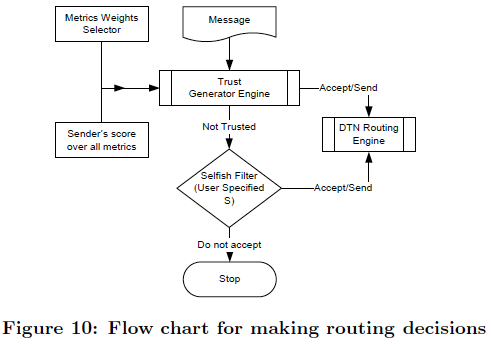 Metrics Weights
Selector
Message
Trust
Generator Engine
Accept/Send
Sender's score
over all metrics
Not Trusted
DTN Routing
Engine
Selfish Filter
(User Specified
S)
Accept/Send
Do not accept
Stop
Figure 10: Flow chart for making routing decisions